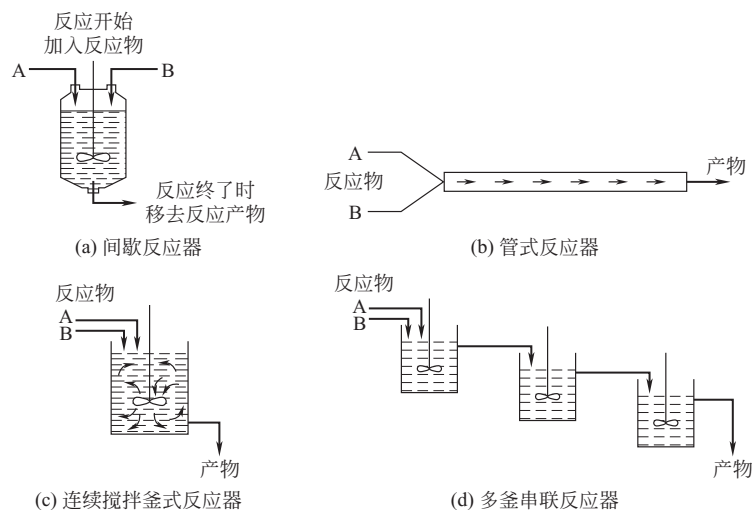 反应开始
加入反应物
A
B
反应终了时
移去反应产物
(a) 间歇反应器
A
反应物
B
产物
(b) 管式反应器
反应物
A
B
产物
(c) 连续搅拌釜式反应器
反应物
A
B
产物
(d) 多釜串联反应器